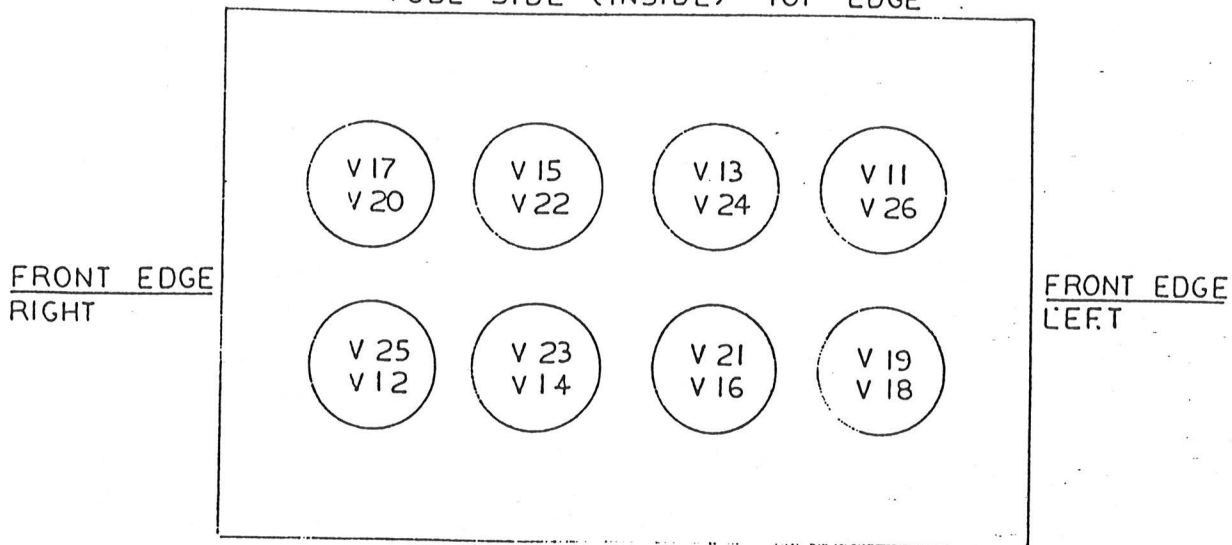 SIDE (INSIDE) TOP EDGE
V 17 V 15 V 13 V 11
V 20 V 22 V 24 V 26
FRONT EDGE FRONT EDGE
RIGHT LEFT
V 25 V 23 V 21 V 19
V 12 V 14 V 16 V 18